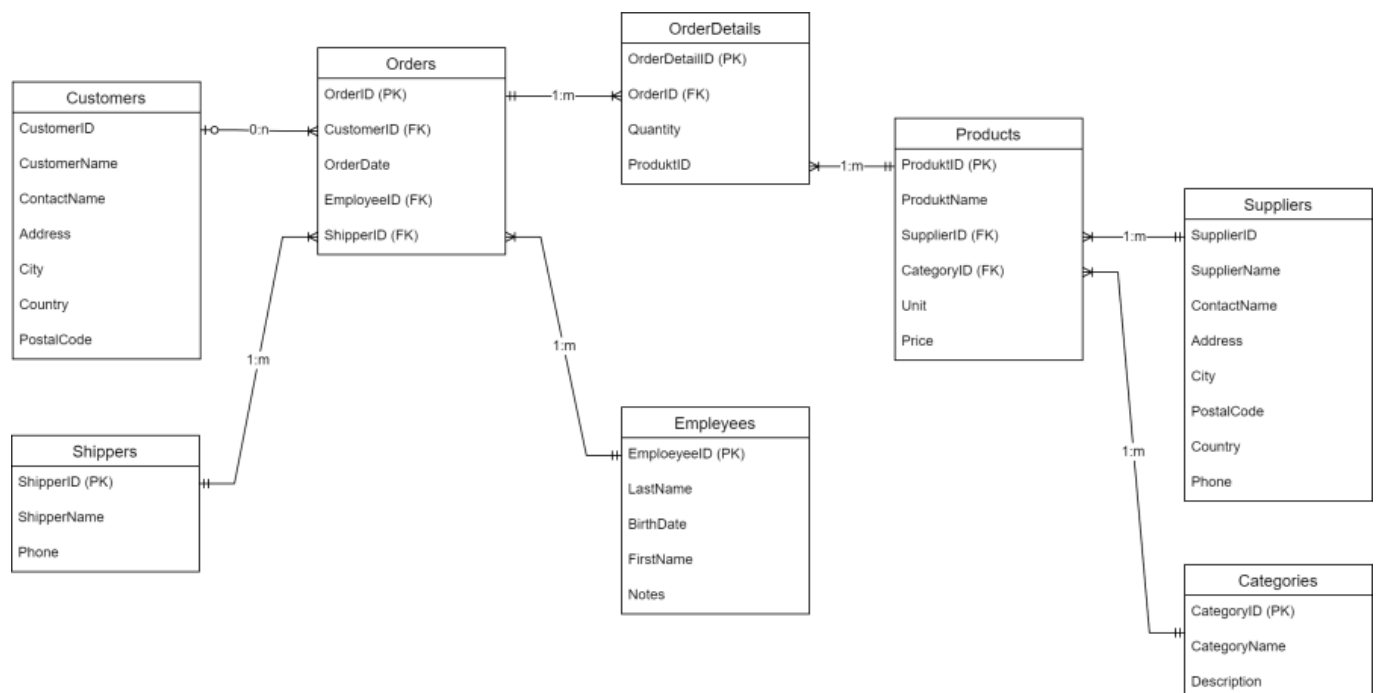 Customers
CustomerID
CustomerName
ContactName
Address
City
Country
PostalCode
0:n
Orders
OrderID (PK)
CustomerID (FK)
OrderDate
EmployeeID (FK)
ShipperID (FK)
1:m
OrderDetails
OrderDetailID (PK)
OrderID (FK)
Quantity
ProduktID
1:m
Products
ProduktID (PK)
ProduktName
SupplierID (FK)
CategoryID (FK)
Unit
Price
1:m
Suppliers
SupplierID
SupplierName
ContactName
Address
City
PostalCode
Country
Phone
1:m
1:m
1:m
Shippers
ShipperID (PK)
ShipperName
Phone
Empleyees
EmploeyeeID (PK)
LastName
BirthDate
FirstName
Notes
Categories
CategoryID (PK)
CategoryName
Description